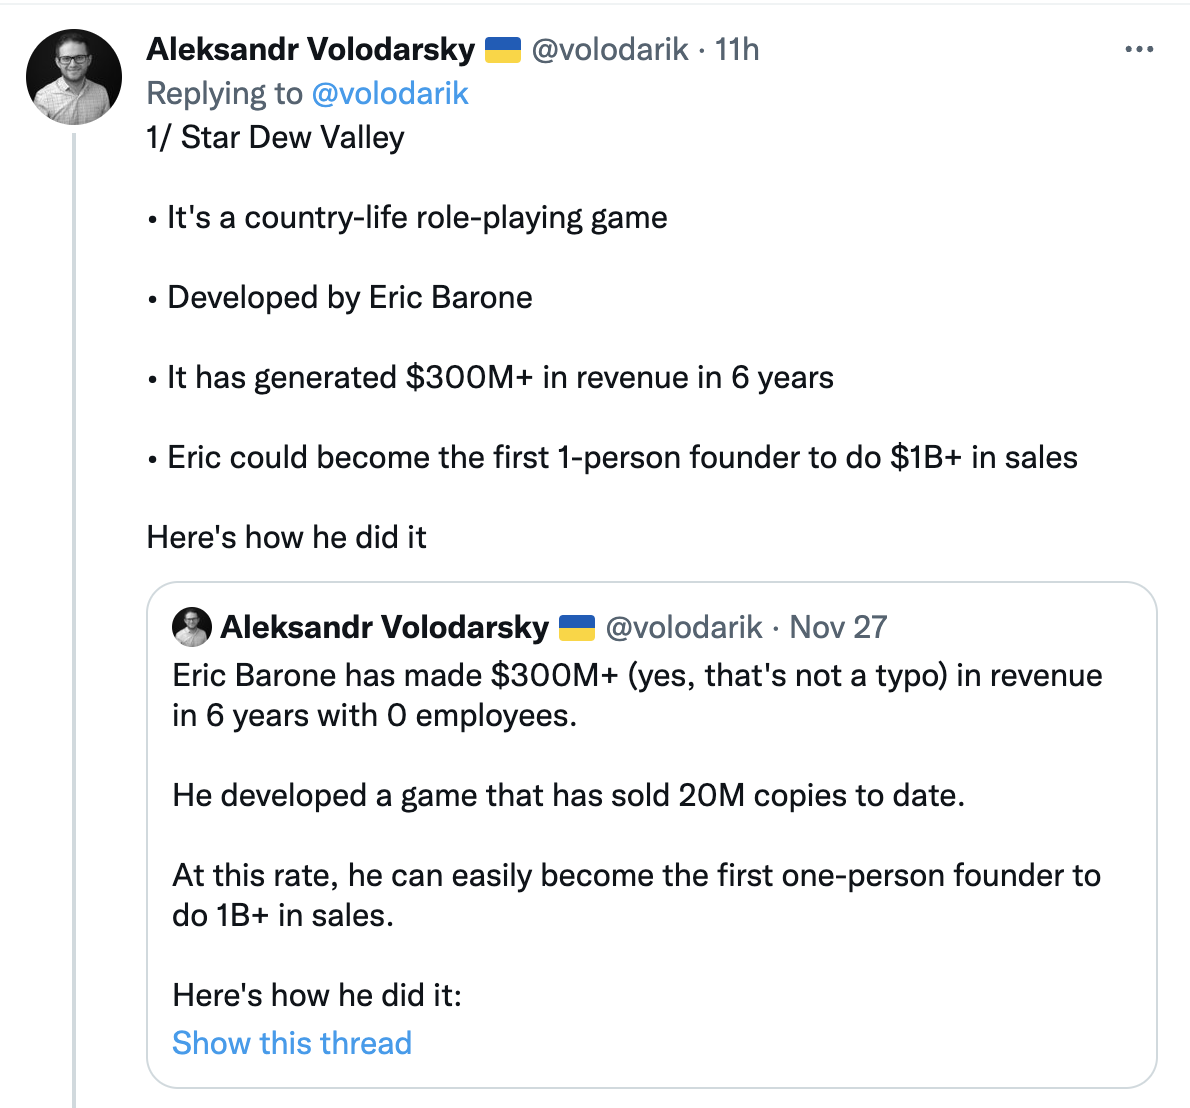 Aleksandr Volodarsky 🇺🇦 @volodarik · 11h
Replying to @volodarik
1/ Star Dew Valley
• It's a country-life role-playing game
• Developed by Eric Barone
• It has generated $300M+ in revenue in 6 years
• Eric could become the first 1-person founder to do $1B+ in sales
Here's how he did it
Aleksandr Volodarsky 🇺🇦 @volodarik · Nov 27
Eric Barone has made $300M+ (yes, that's not a typo) in revenue
in 6 years with 0 employees.
He developed a game that has sold 20M copies to date.
At this rate, he can easily become the first one-person founder to
do 1B+ in sales.
Here's how he did it:
Show this thread